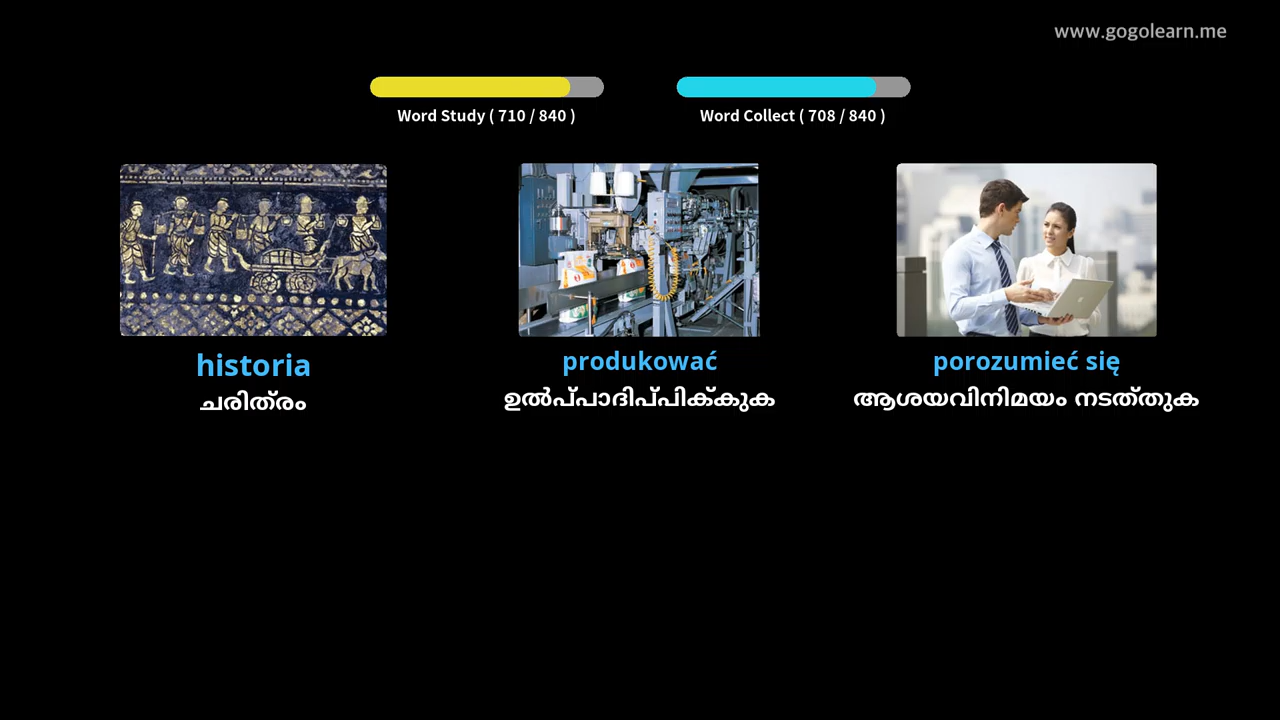 www.gogolearn.me
Word Study ( 710 / 840 )
Word Collect ( 708 / 840 )
historia
ചരിത്രം
produkować
ഉൽപ്പാദിപ്പിക്കുക
porozumieć się
ആശയവിനിമയം നടത്തുക